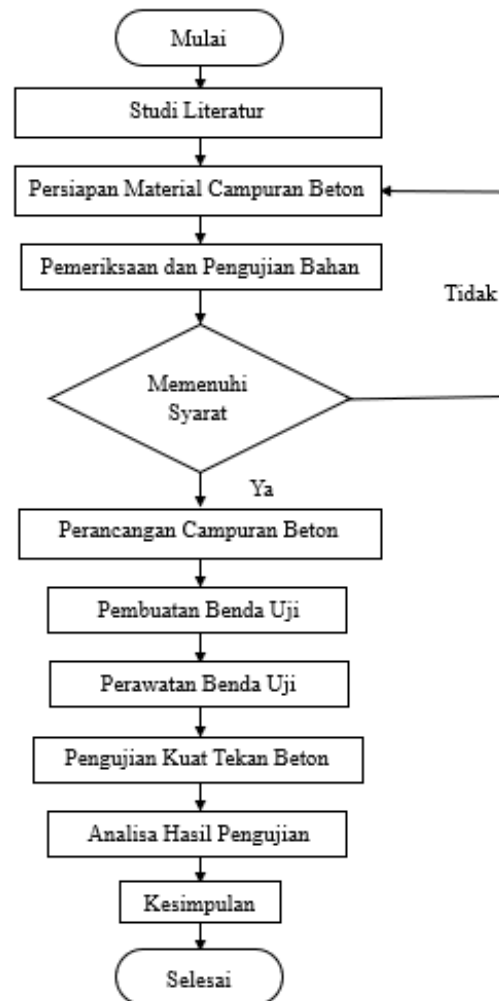 Mulai
Studi Literatur
Persiapan Material Campuran Beton
Pemeriksaan dan Pengujian Bahan
Tidak
Memenuhi
Syarat
Ya
Perancangan Campuran Beton
Pembuatan Benda Uji
Perawatan Benda Uji
Pengujian Kuat Tekan Beton
Analisa Hasil Pengujian
Kesimpulan
Selesai